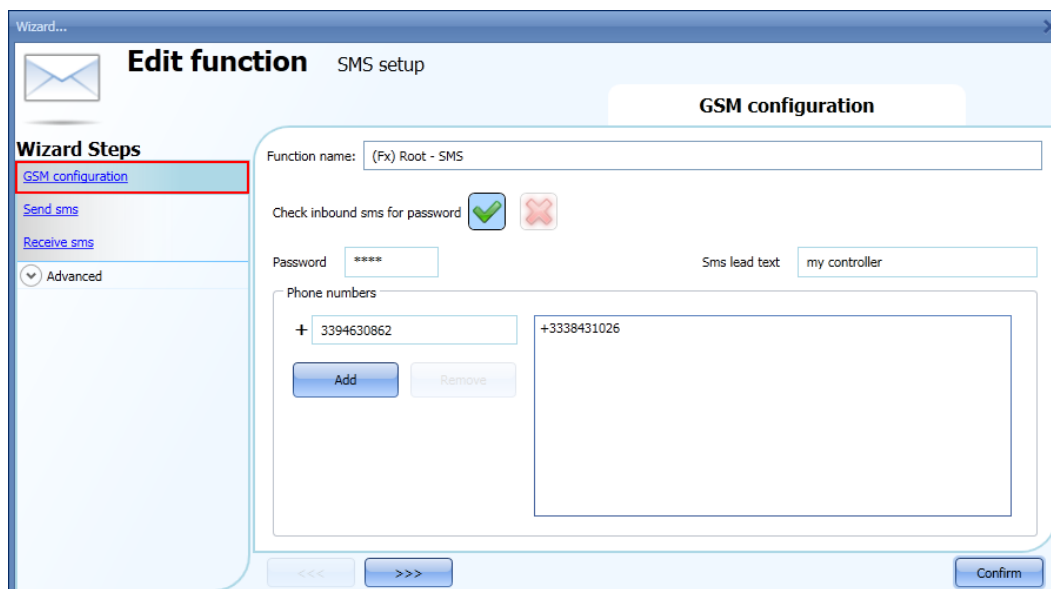 Wizard...
Edit function SMS setup
GSM configuration
Wizard Steps
GSM configuration
Send sms
Receive sms
Advanced
Function name: (Fx) Root - SMS
Check inbound sms for password
Password **** Sms lead text my controller
Phone numbers
+ 3394630862 +3338431026
Add Remove
<<< >>> Confirm